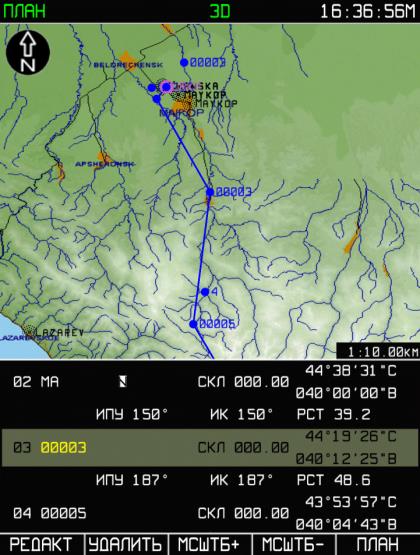 ПЛАН 3D 16:36:56М
N
00003
BELORECHENSK
MAYKOP
MAYKOP
MAJKOP
APSHERONSK
00003
4
00005
LAZAREV
LAZAREVSKOE
1:10.00км
02 МА N СКЛ 000.00 44°38'31"С
040°00'00"В
ИПУ 150° ИК 150° РСТ 39.2
03 00003 СКЛ 000.00 44°19'26"С
040°12'25"В
ИПУ 187° ИК 187° РСТ 48.6
04 00005 СКЛ 000.00 43°53'57"С
040°04'43"В
РЕДАКТ УДАЛИТЬ МСШТБ+ МСШТБ- ПЛАН